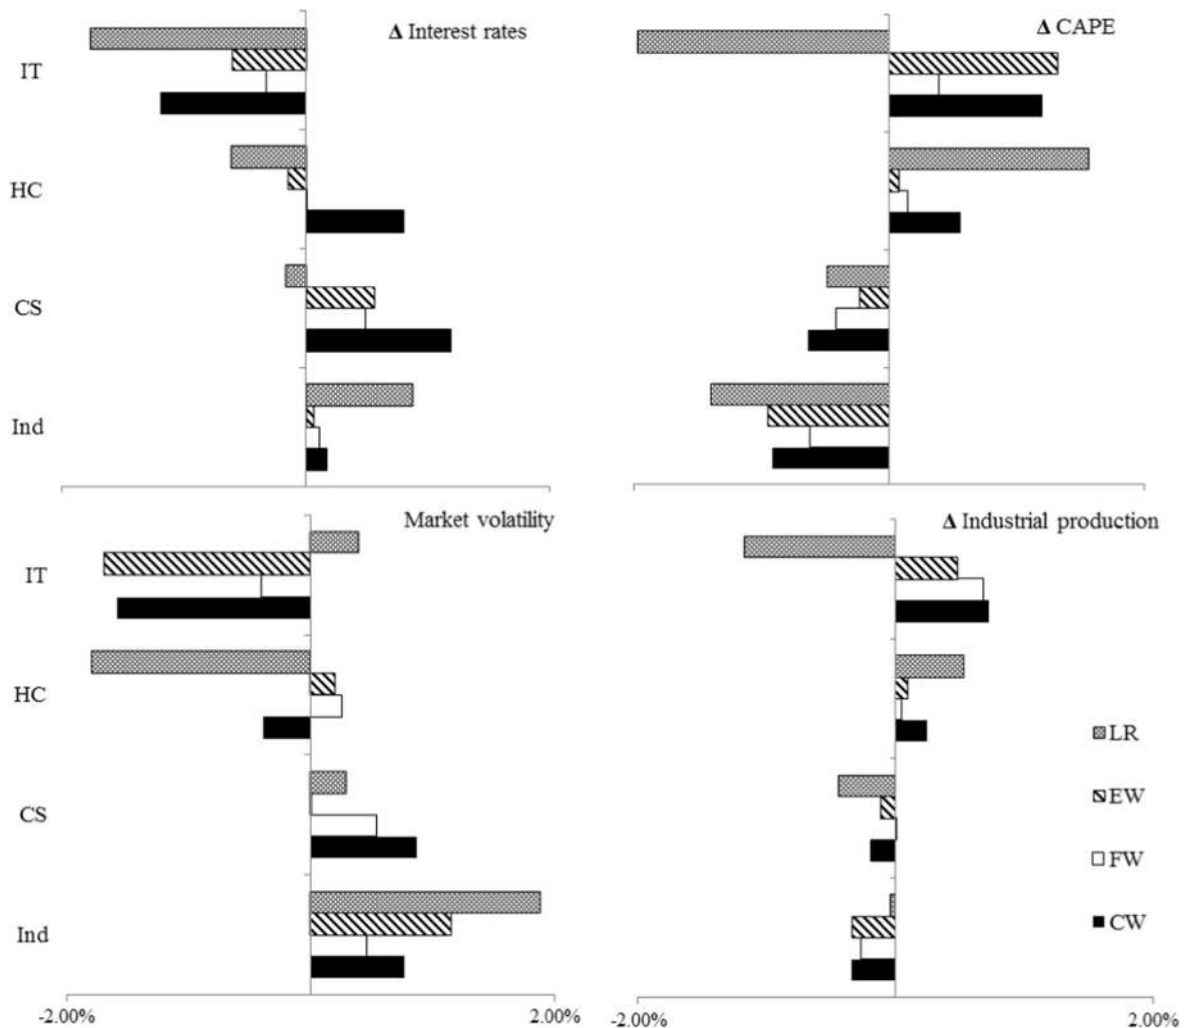 Δ Interest rates
Δ CAPE
IT
HC
CS
Ind
Market volatility
Δ Industrial production
IT
HC
CS
Ind
LR
EW
FW
CW
-2.00%
2.00%
-2.00%
2.00%